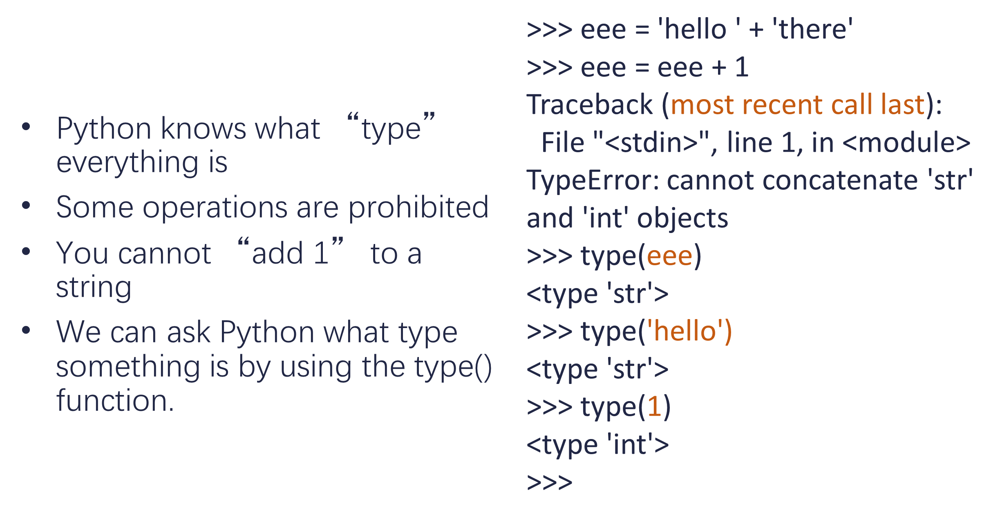 • Python knows what “type”
everything is
• Some operations are prohibited
• You cannot “add 1” to a
string
• We can ask Python what type
something is by using the type()
function.
>>> eee = 'hello ' + 'there'
>>> eee = eee + 1
Traceback (most recent call last):
  File "<stdin>", line 1, in <module>
TypeError: cannot concatenate 'str'
and 'int' objects
>>> type(eee)
<type 'str'>
>>> type('hello')
<type 'str'>
>>> type(1)
<type 'int'>
>>>